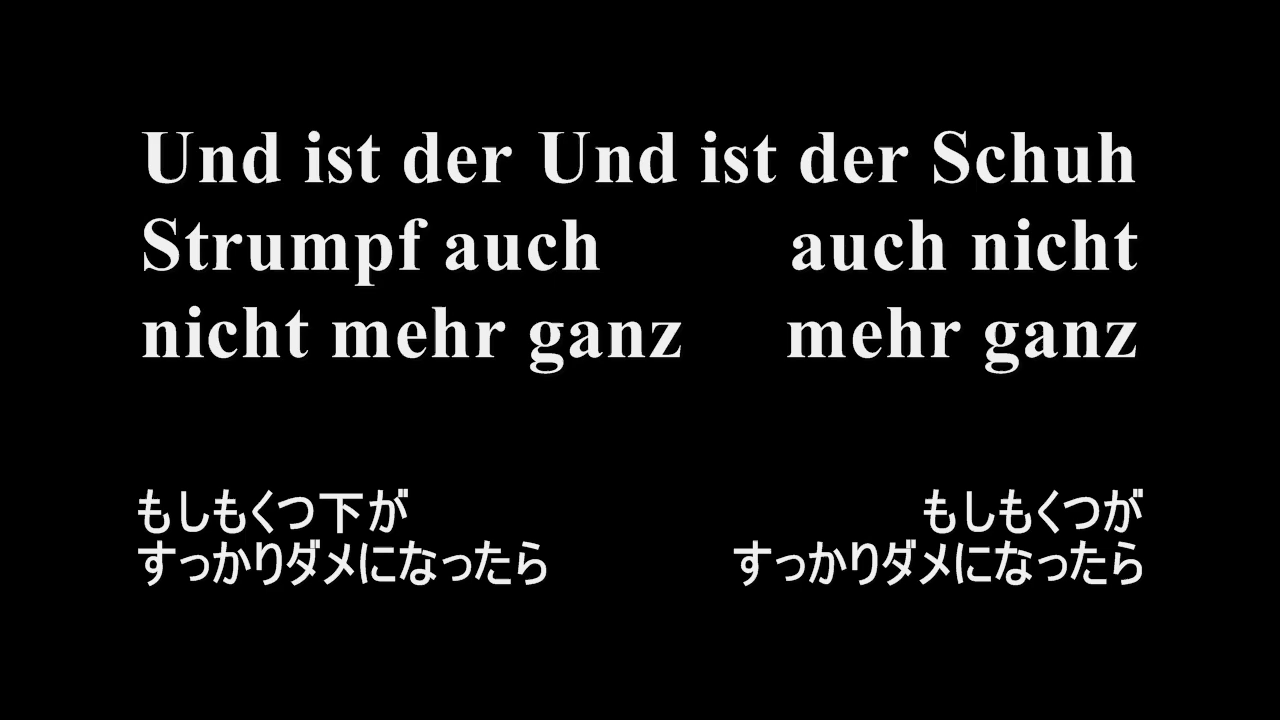 Und ist der
Strumpf auch
nicht mehr ganz
Und ist der Schuh
auch nicht
mehr ganz
もしもくつ下が
すっかりダメになったら
もしもくつが
すっかりダメになったら